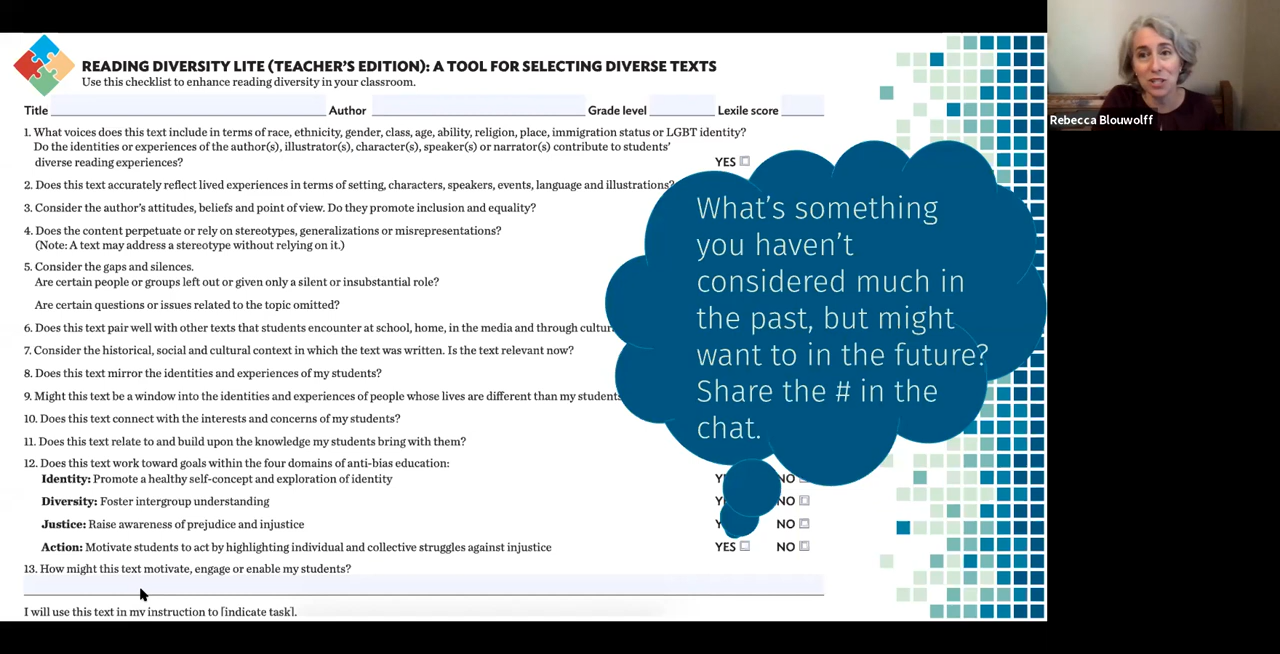 READING DIVERSITY LITE (TEACHER'S EDITION): A TOOL FOR SELECTING DIVERSE TEXTS
Use this checklist to enhance reading diversity in your classroom.
Title Author Grade level Lexile score
1. What voices does this text include in terms of race, ethnicity, gender, class, age, ability, religion, place, immigration status or LGBT identity?
Do the identities or experiences of the author(s), illustrator(s), character(s), speaker(s) or narrator(s) contribute to students'
diverse reading experiences?
YES
2. Does this text accurately reflect lived experiences in terms of setting, characters, speakers, events, language and illustrations?
3. Consider the author's attitudes, beliefs and point of view. Do they promote inclusion and equality?
4. Does the content perpetuate or rely on stereotypes, generalizations or misrepresentations?
(Note: A text may address a stereotype without relying on it.)
5. Consider the gaps and silences.
Are certain people or groups left out or given only a silent or insubstantial role?
Are certain questions or issues related to the topic omitted?
6. Does this text pair well with other texts that students encounter at school, home, in the media and through
7. Consider the historical, social and cultural context in which the text was written. Is the text relevant now?
8. Does this text mirror the identities and experiences of my students?
9. Might this be a window into the identities and experiences of people whose lives are different than my
10. Does this text connect with the interests and concerns of my students?
11. Does this text relate to and build upon the knowledge my students bring with them?
12. Does this text work toward goals within the four domains of anti-bias education:
Identity: Promote a healthy self-concept and exploration of identity NO
Diversity: Foster intergroup understanding NO
Justice: Raise awareness of prejudice and injustice NO
Action: Motivate students to act by highlighting individual and collective struggles against injustice YES NO
13. How might this text motivate, engage or enable my students?
I will use this text in my instruction to [indicate task].
What's something
you haven't
considered much in
the past, but might
want to in the future?
Share the # in the
chat.
Rebecca Blouwolff